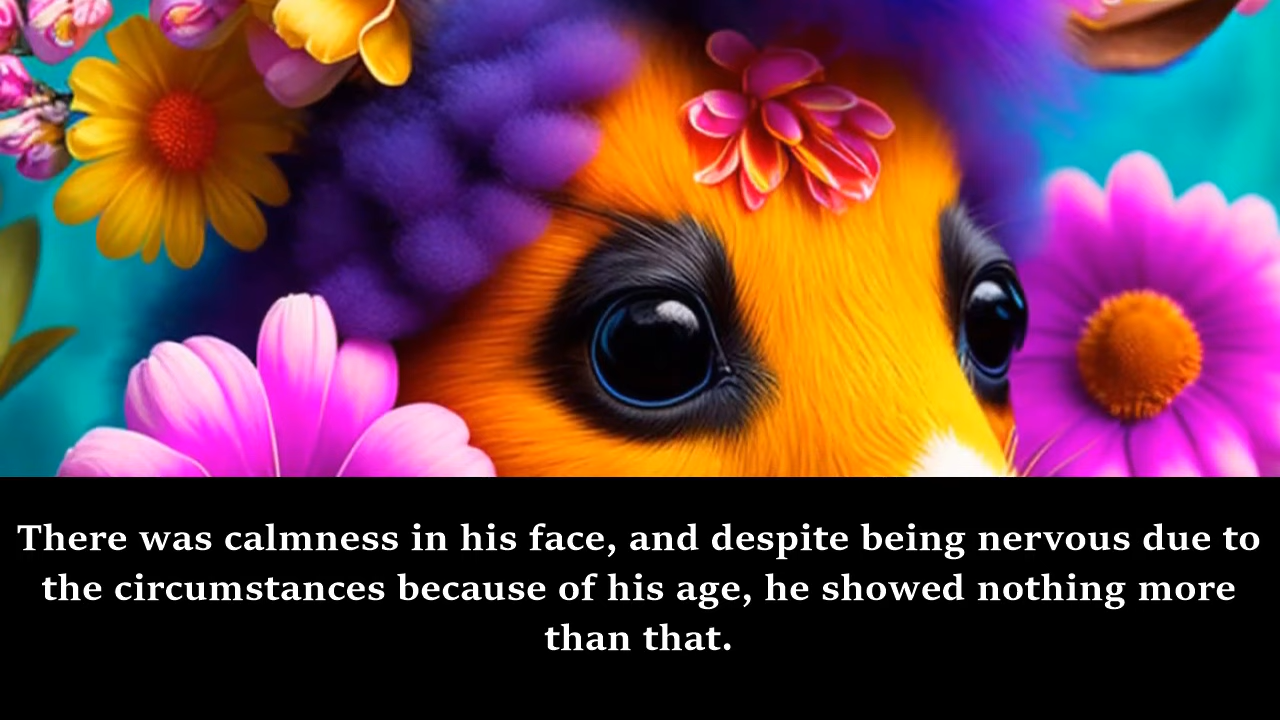 There was calmness in his face, and despite being nervous due to
the circumstances because of his age, he showed nothing more
than that.